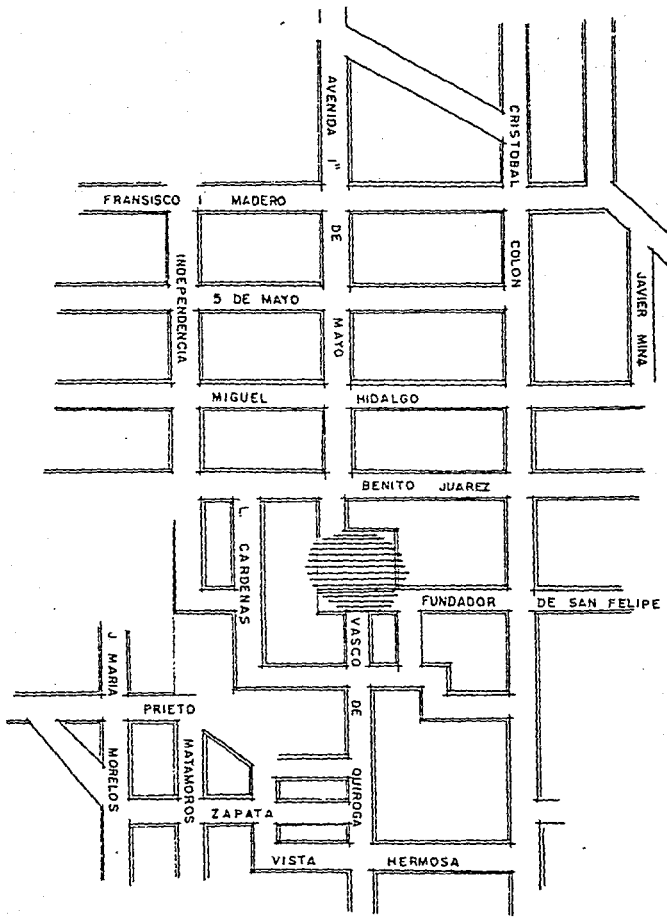 AVENIDA 1º DE MAYO
CRISTOBAL COLON
FRANSISCO I MADERO
INDEPENDENCIA
5 DE MAYO
JAVIER MINA
MIGUEL HIDALGO
BENITO JUAREZ
L. CARDENAS
FUNDADOR DE SAN FELIPE
VASCO DE QUIROGA
J MARIA MORELOS
PRIETO
MATAMOROS
ZAPATA
VISTA HERMOSA